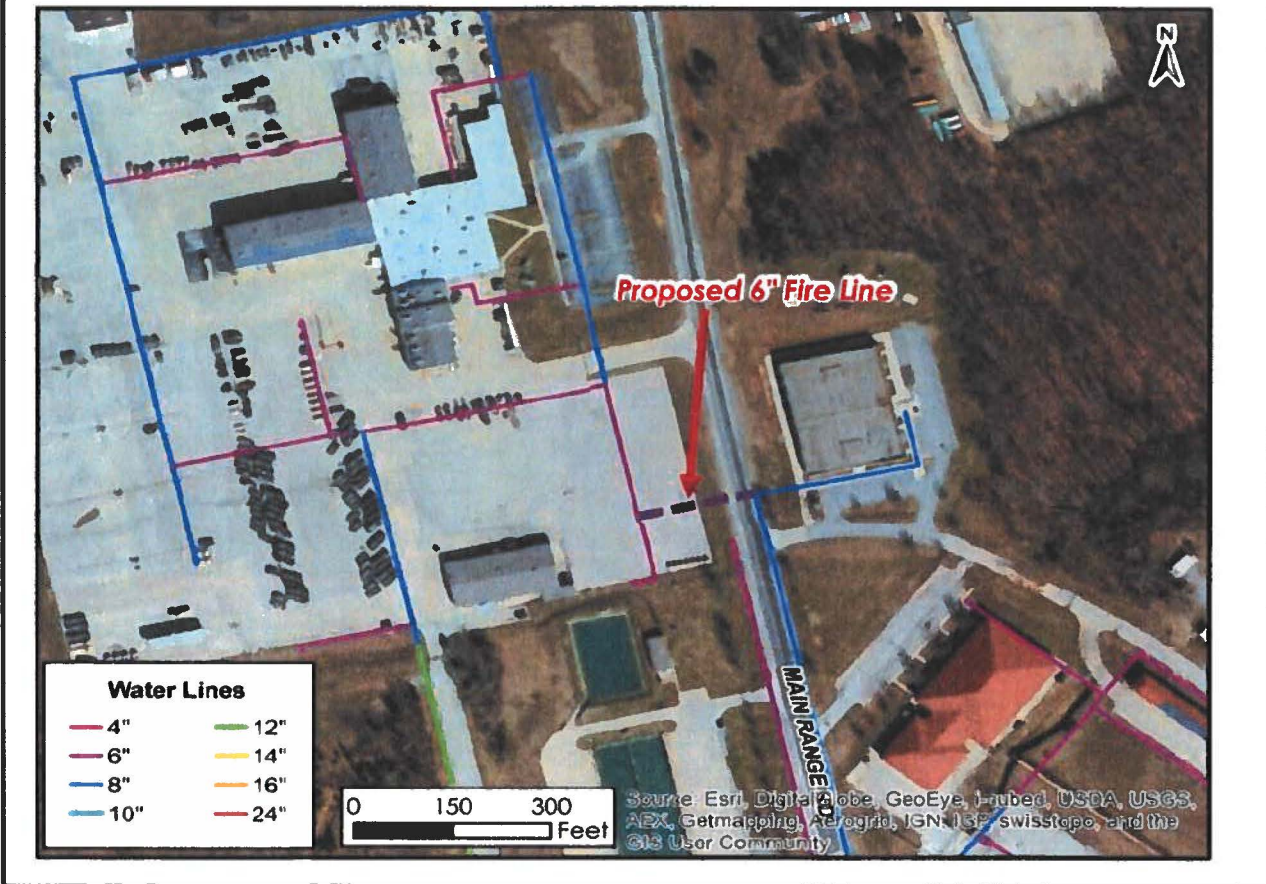 N
Proposed 6" Fire Line
MAIN RANGE RD
Water Lines
4" 12"
6" 14"
8" 16"
10" 24"
0 150 300
Feet
Source: Esri, DigitalGlobe, GeoEye, i-cubed, USDA, USGS,
AEX, Getmapping, Aerogrid, IGN, IGP, swisstopo, and the
GIS User Community